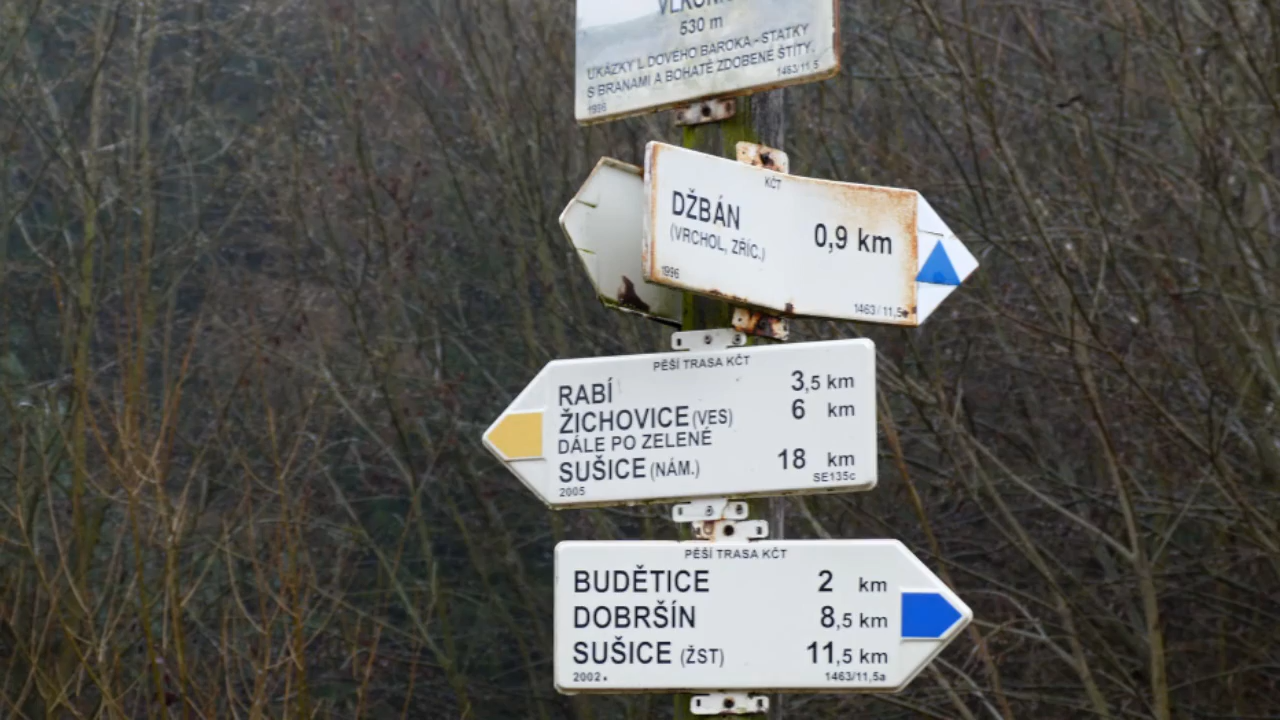 530 m
UKÁZKY L DOVÉHO BAROKA - STATKY
S BRANAMI A BOHATĚ ZDOBENÉ ŠTÍTY.
1996 1463/11,5
KČT
DŽBÁN 0,9 km
(VRCHOL, ZŘÍC.)
1996 1463/11,5
PĚŠÍ TRASA KČT
RABÍ 3,5 km
ŽICHOVICE (VES) 6 km
DÁLE PO ZELENÉ
SUŠICE (NÁM.) 18 km
2005 SE135c
PĚŠÍ TRASA KČT
BUDĚTICE 2 km
DOBRŠÍN 8,5 km
SUŠICE (ŽST) 11,5 km
2002 1463/11,5a